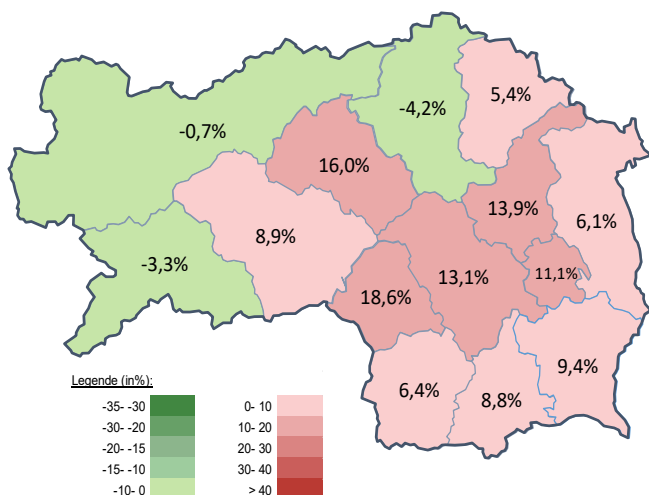 5,4%
-4,2%
-0,7%
16,0%
13,9%
6,1%
8,9%
-3,3%
11,1%
13,1%
18,6%
9,4%
6,4%
8,8%
Legende (in%):
-35- -30 0- 10
-30- -20 10- 20
-20- -15 20- 30
-15- -10 30- 40
-10- 0 > 40